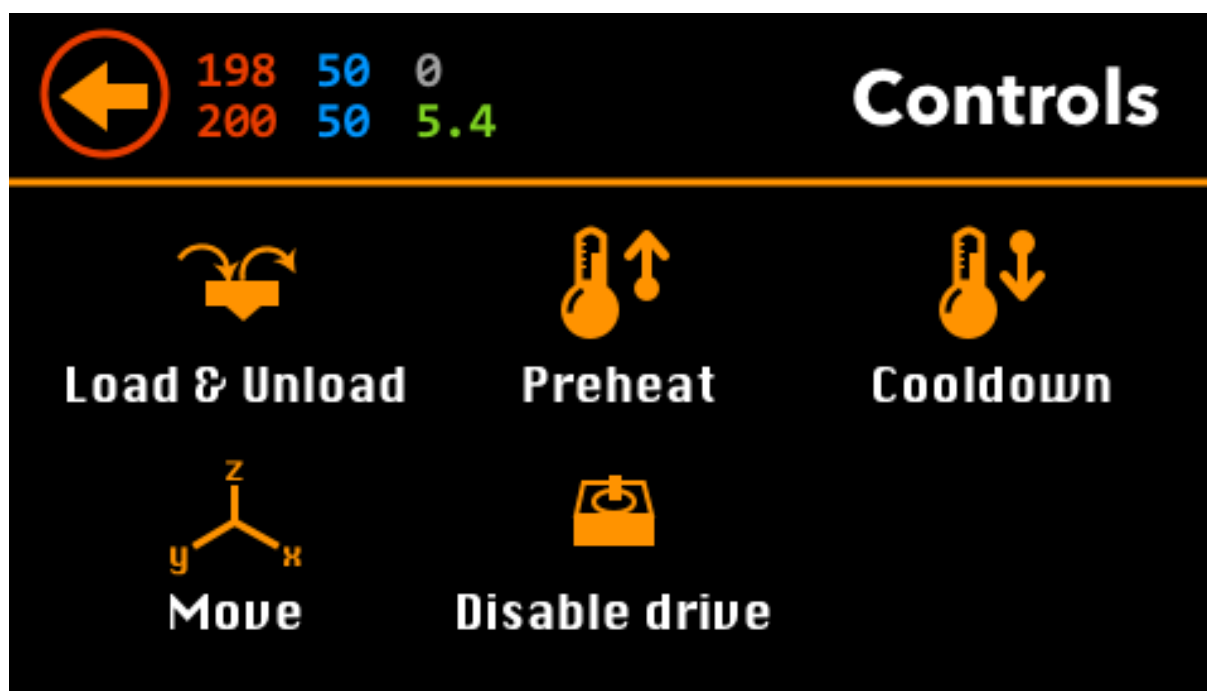 198 50 0
200 50 5.4
Controls
Load & Unload
Preheat
Cooldown
z
y
x
Move
Disable drive